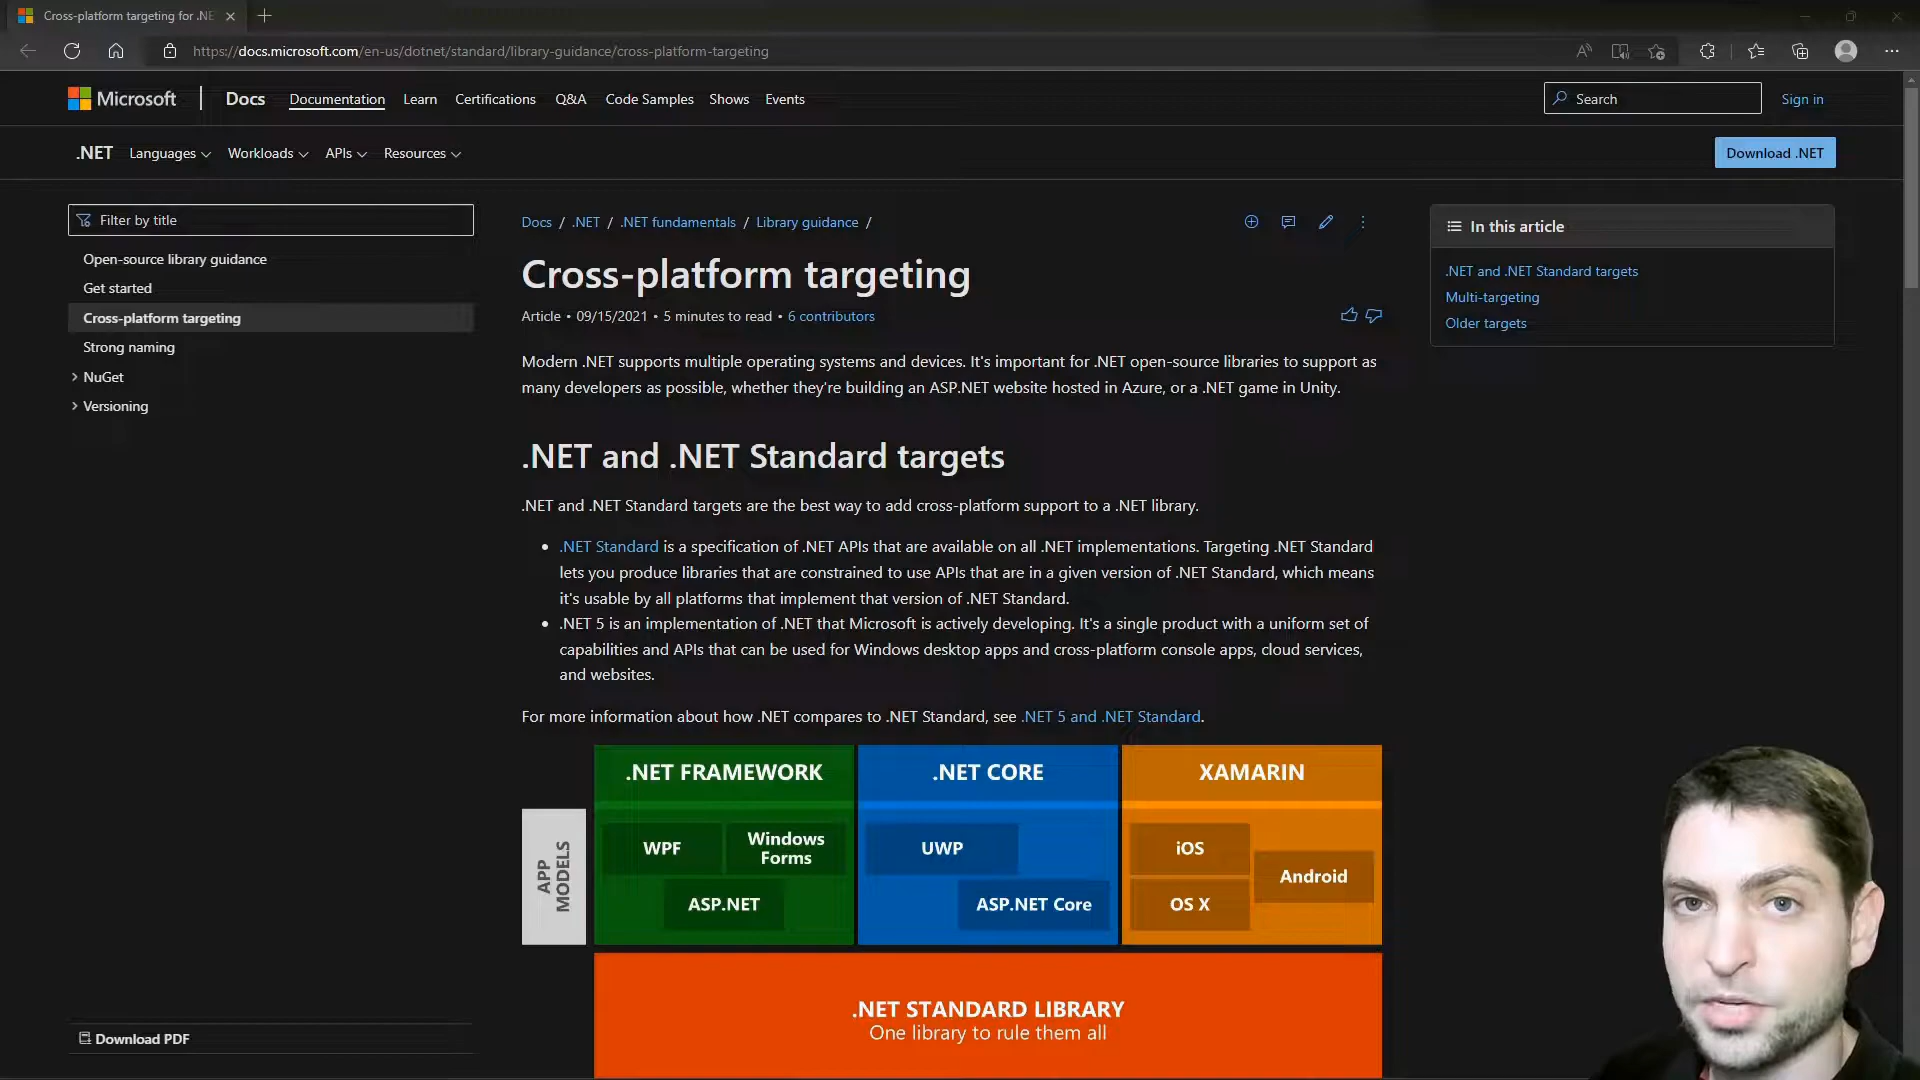 Cross-platform targeting for .NE
https://docs.microsoft.com/en-us/dotnet/standard/library-guidance/cross-platform-targeting
Microsoft Docs Documentation Learn Certifications Q&A Code Samples Shows Events Search Sign in
.NET Languages Workloads APIs Resources Download .NET
Filter by title
Open-source library guidance
Get started
Cross-platform targeting
Strong naming
NuGet
Versioning
Download PDF
Docs / .NET / .NET fundamentals / Library guidance /
Cross-platform targeting
Article • 09/15/2021 • 5 minutes to read • 6 contributors
Modern .NET supports multiple operating systems and devices. It's important for .NET open-source libraries to support as
many developers as possible, whether they're building an ASP.NET website hosted in Azure, or a .NET game in Unity.
.NET and .NET Standard targets
.NET and .NET Standard targets are the best way to add cross-platform support to a .NET library.
• .NET Standard is a specification of .NET APIs that are available on all .NET implementations. Targeting .NET Standard
lets you produce libraries that are constrained to use APIs that are in a given version of .NET Standard, which means
it's usable by all platforms that implement that version of .NET Standard.
• .NET 5 is an implementation of .NET that Microsoft is actively developing. It's a single product with a uniform set of
capabilities and APIs that can be used for Windows desktop apps and cross-platform console apps, cloud services,
and websites.
For more information about how .NET compares to .NET Standard, see .NET 5 and .NET Standard.
APP
MODELS
.NET FRAMEWORK
WPF
Windows
Forms
ASP.NET
.NET CORE
UWP
ASP.NET Core
XAMARIN
iOS
Android
OS X
.NET STANDARD LIBRARY
One library to rule them all
In this article
.NET and .NET Standard targets
Multi-targeting
Older targets